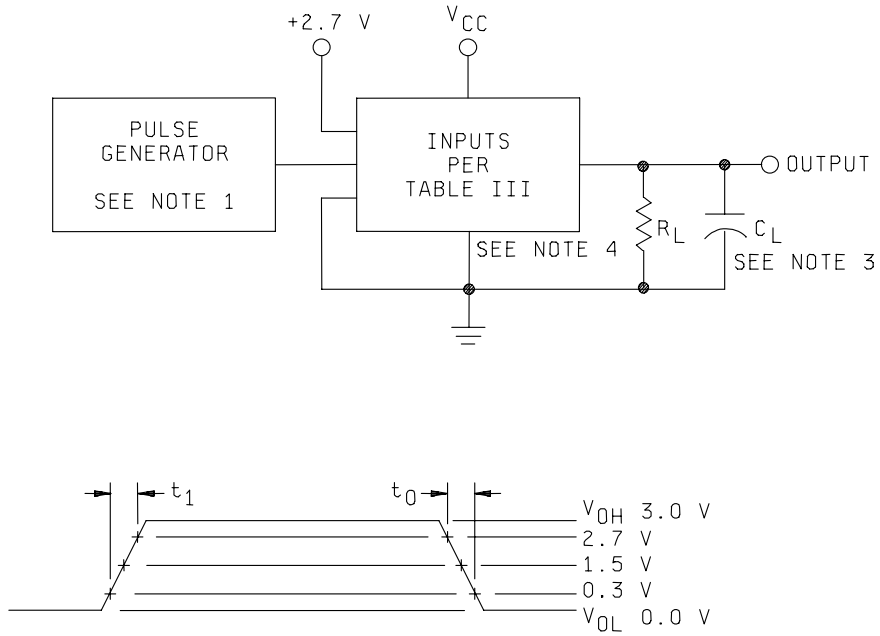 +2.7 V
VCC
PULSE
GENERATOR
SEE NOTE 1
INPUTS
PER
TABLE III
OUTPUT
RL
CL
SEE NOTE 4
SEE NOTE 3
t1
t0
VOH 3.0 V
2.7 V
1.5 V
0.3 V
VOL 0.0 V